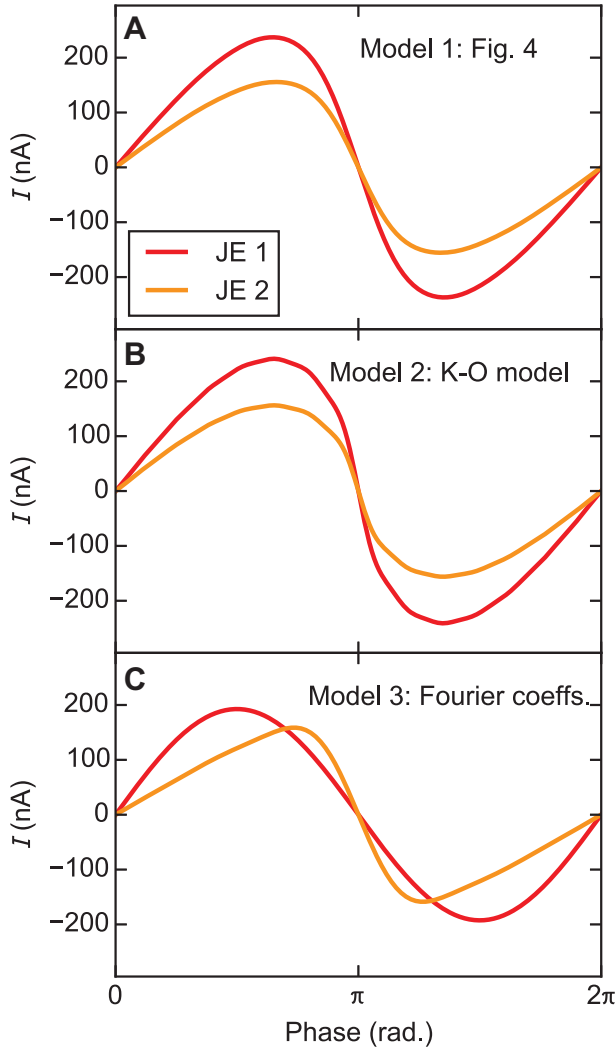 A
Model 1: Fig. 4
200
100
0
−100
−200
I (nA)
JE 1
JE 2
B
Model 2: K-O model
200
100
0
−100
−200
I (nA)
C
Model 3: Fourier coeffs.
200
100
0
−100
−200
I (nA)
0
π
2π
Phase (rad.)